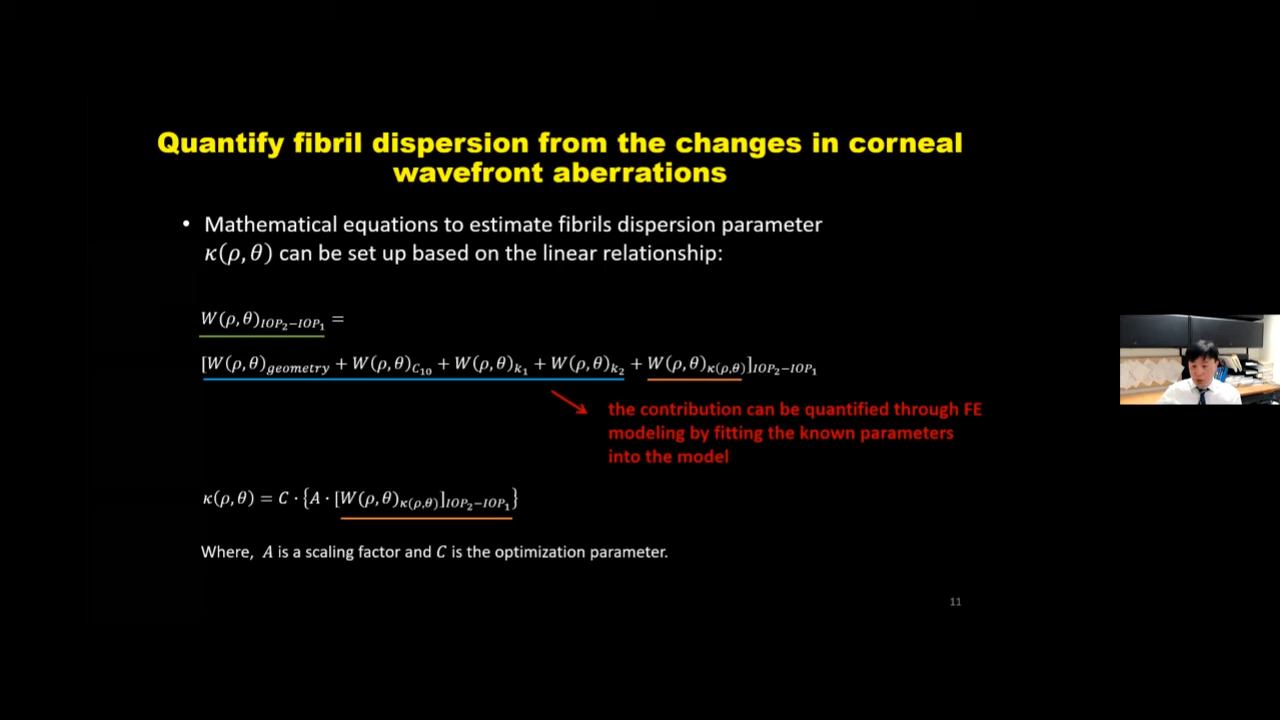 Quantify fibril dispersion from the changes in corneal
wavefront aberrations
• Mathematical equations to estimate fibrils dispersion parameter
κ(ρ, θ) can be set up based on the linear relationship:
W(ρ, θ)_{IOP₂−IOP₁} =
[W(ρ, θ)_{geometry} + W(ρ, θ)_{C₁₀} + W(ρ, θ)_{k₁} + W(ρ, θ)_{k₂} + W(ρ, θ)_{κ(ρ,θ)}]_{IOP₂−IOP₁}
the contribution can be quantified through FE
modeling by fitting the known parameters
into the model
κ(ρ, θ) = C · {A · [W(ρ, θ)_{κ(ρ,θ)}]_{IOP₂−IOP₁}}
Where, A is a scaling factor and C is the optimization parameter.
11